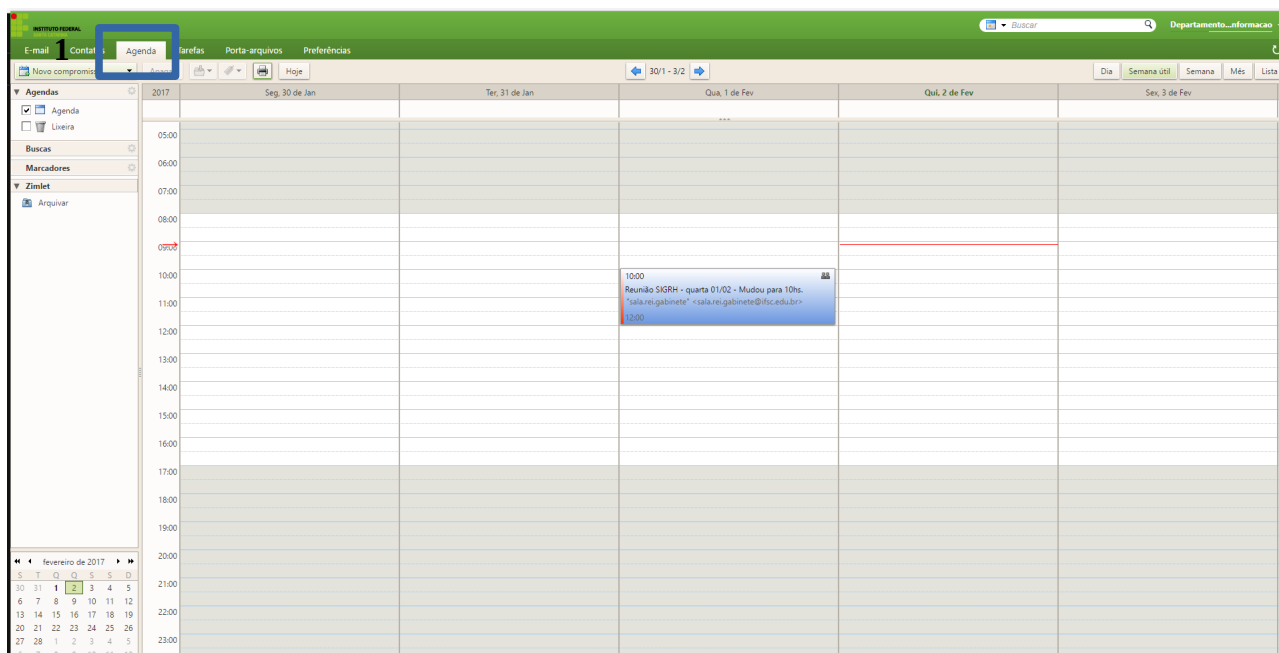 INSTITUTO FEDERAL
SANTA CATARINA
Buscar
Departamento...nformacao
E-mail
1
Contatos
Agenda
Tarefas
Porta-arquivos
Preferências
Novo compromisso
Apagar
Hoje
30/1 - 3/2
Dia
Semana útil
Semana
Mês
Lista
Agendas
Agenda
Lixeira
Buscas
Marcadores
Zimlet
Arquivar
2017
Seg, 30 de Jan
Ter, 31 de Jan
Qua, 1 de Fev
Qui, 2 de Fev
Sex, 3 de Fev
05:00
06:00
07:00
08:00
09:00
10:00
11:00
12:00
13:00
14:00
15:00
16:00
17:00
18:00
19:00
20:00
21:00
22:00
23:00
10:00
Reunião SIGRH - quarta 01/02 - Mudou para 10hs.
"sala.rei.gabinete" <sala.rei.gabinete@ifsc.edu.br>
12:00
fevereiro de 2017
S T Q Q S S D
30 31 1 2 3 4 5
6 7 8 9 10 11 12
13 14 15 16 17 18 19
20 21 22 23 24 25 26
27 28 1 2 3 4 5